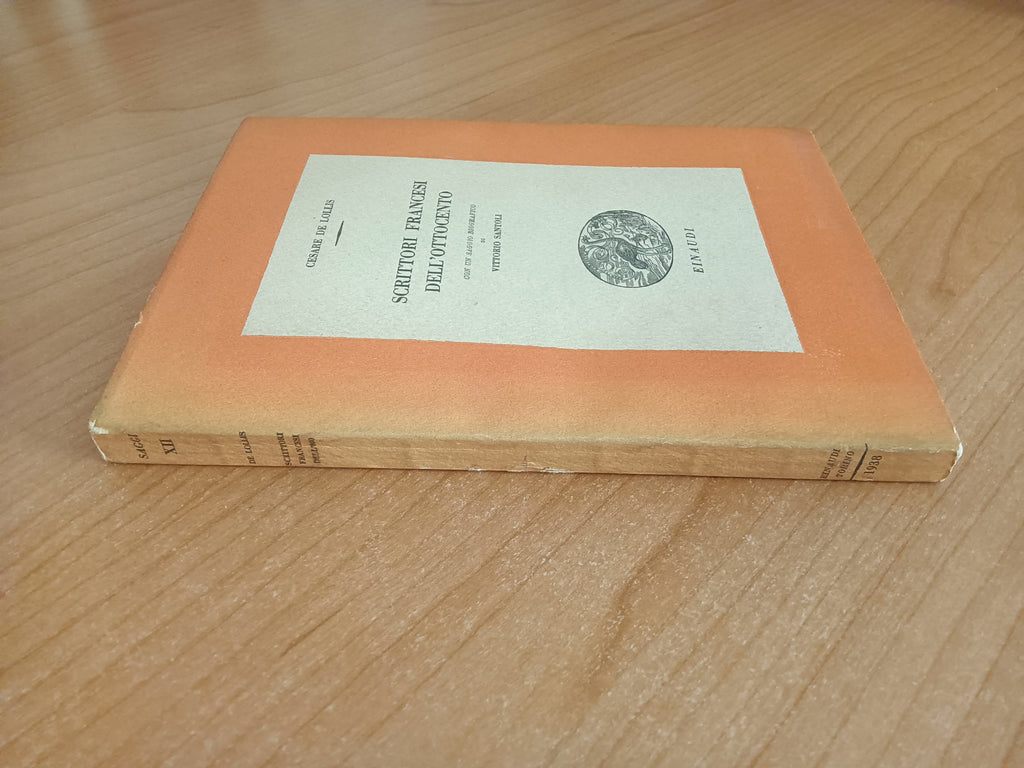 CESARE DE LOLLIS
SCRITTORI FRANCESI
DELL'OTTOCENTO
CON UN SAGGIO BIOGRAFICO
DI
VITTORIO SANTOLI
EINAUDI
SAGGI
XII
DE LOLLIS
SCRITTORI
FRANCESI
DELL'800
EINAUDI
TORINO
1938